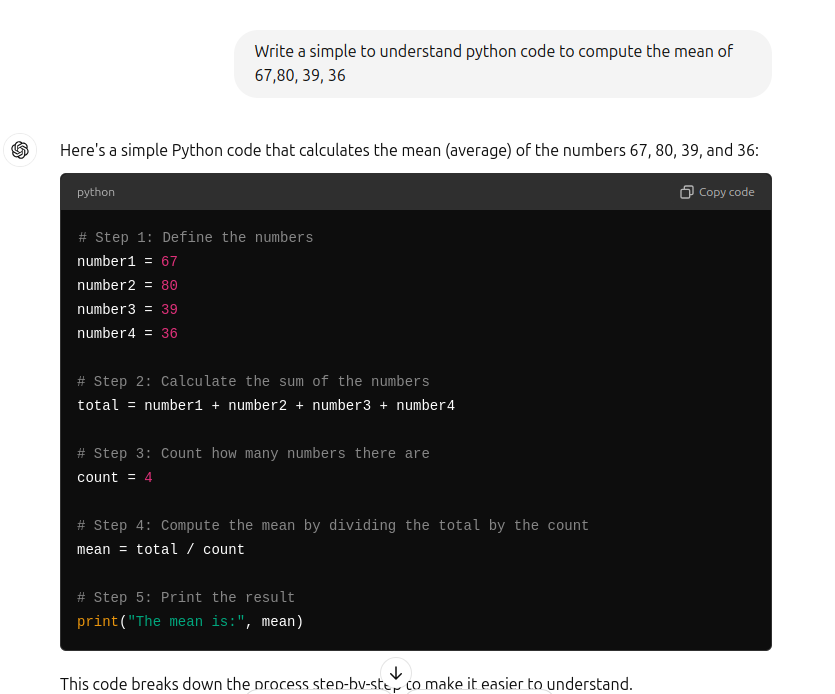 Write a simple to understand python code to compute the mean of
67,80, 39, 36
Here's a simple Python code that calculates the mean (average) of the numbers 67, 80, 39, and 36:
python
Copy code
# Step 1: Define the numbers
number1 = 67
number2 = 80
number3 = 39
number4 = 36
# Step 2: Calculate the sum of the numbers
total = number1 + number2 + number3 + number4
# Step 3: Count how many numbers there are
count = 4
# Step 4: Compute the mean by dividing the total by the count
mean = total / count
# Step 5: Print the result
print("The mean is:", mean)
This code breaks down the process step-by-step to make it easier to understand.